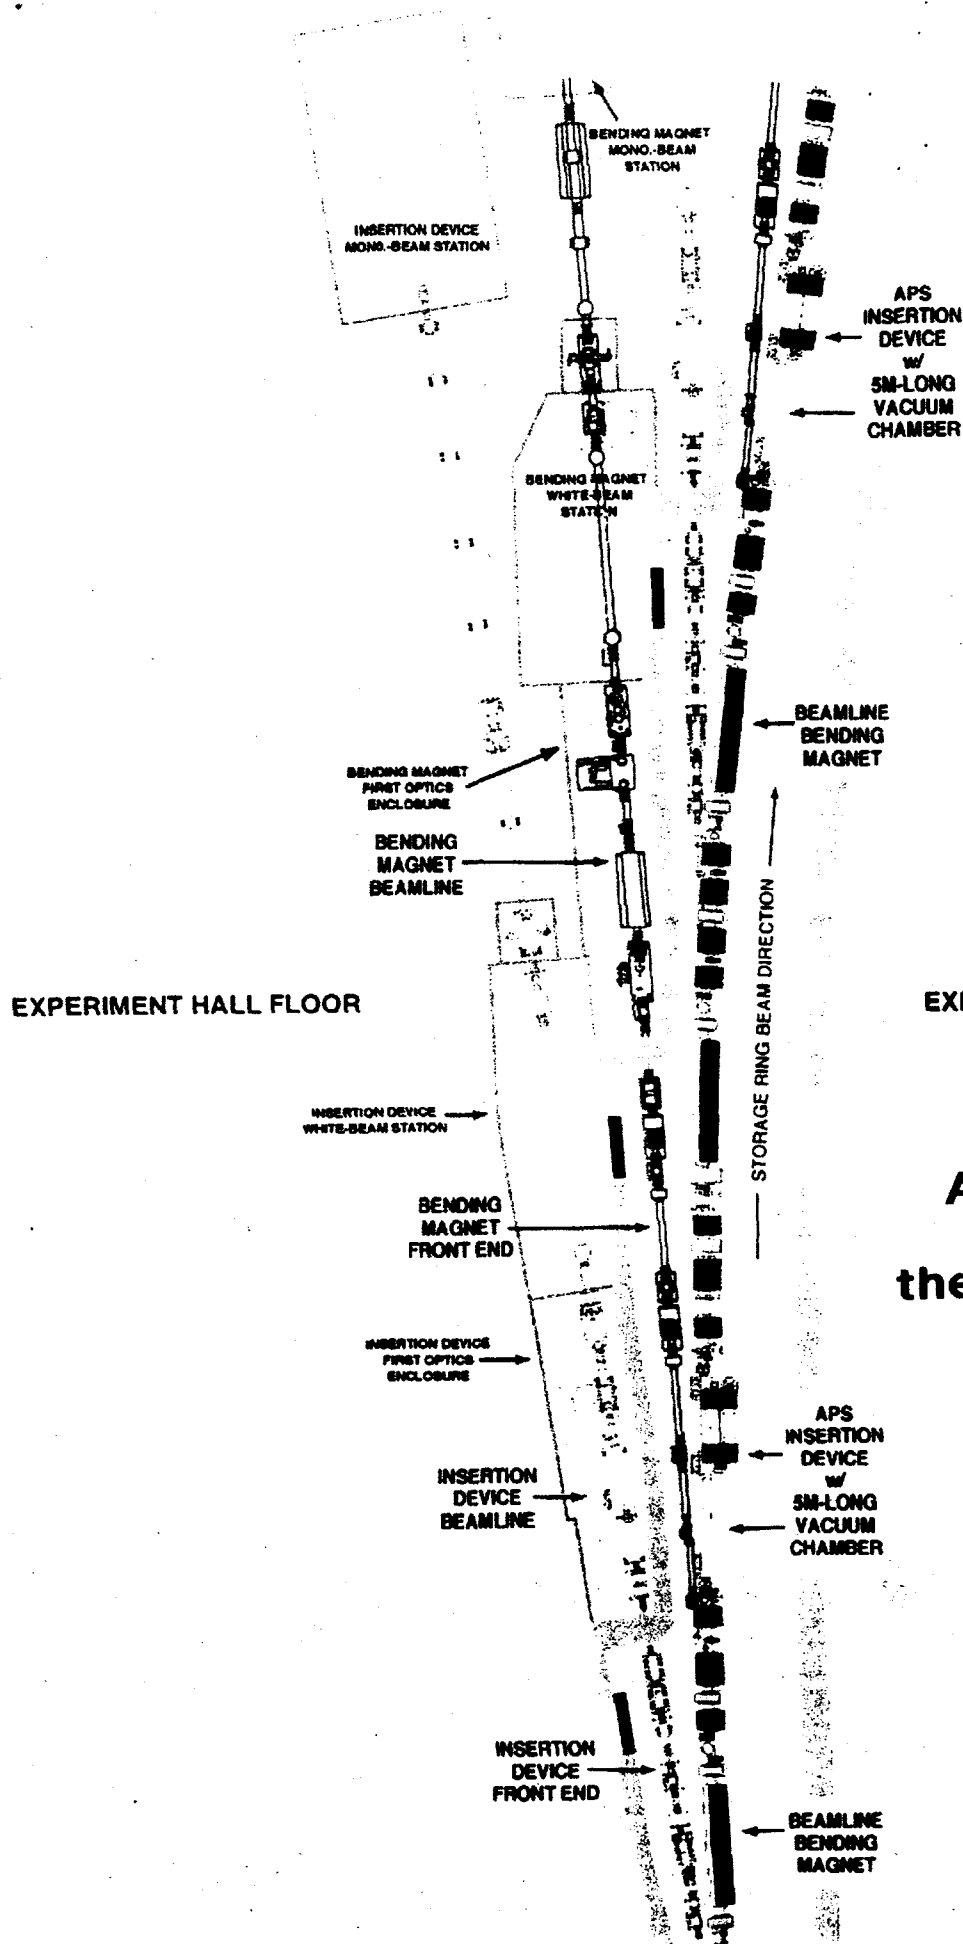 BENDING MAGNET
MONO.-BEAM
STATION
INSERTION DEVICE
MONO.-BEAM STATION
APS
INSERTION
DEVICE
w/
5M-LONG
VACUUM
CHAMBER
BENDING MAGNET
WHITE-BEAM
STATION
BEAMLINE
BENDING
MAGNET
BENDING MAGNET
FIRST OPTICS
ENCLOSURE
BENDING
MAGNET
BEAMLINE
STORAGE RING BEAM DIRECTION
EXPERIMENT HALL FLOOR
EX
INSERTION DEVICE
WHITE-BEAM STATION
A
BENDING
MAGNET
FRONT END
the
INSERTION DEVICE
FIRST OPTICS
ENCLOSURE
APS
INSERTION
DEVICE
w/
5M-LONG
VACUUM
CHAMBER
INSERTION
DEVICE
BEAMLINE
INSERTION
DEVICE
FRONT END
BEAMLINE
BENDING
MAGNET